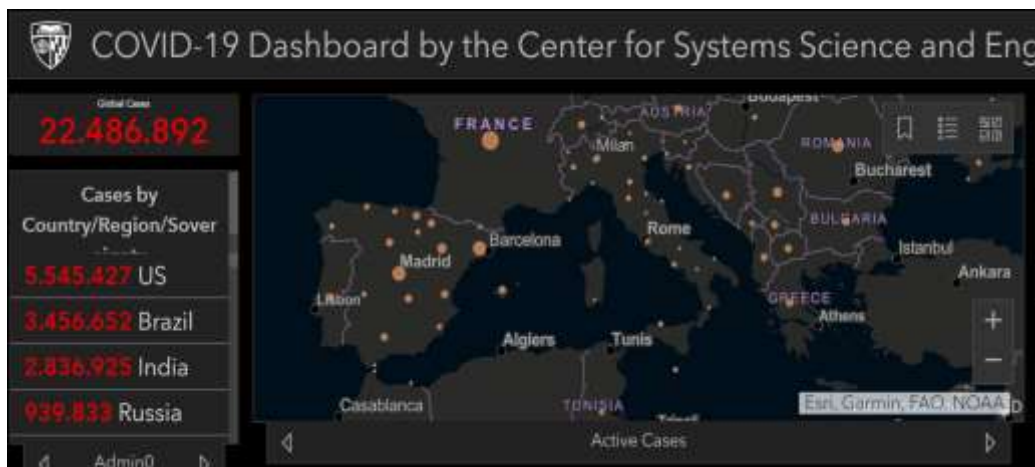 COVID-19 Dashboard by the Center for Systems Science and Eng
Global Cases
22.486.892
Cases by
Country/Region/Sover
5.545.427 US
3.456.652 Brazil
2.836.925 India
939.833 Russia
Admin0
Budapest
AUSTRIA
FRANCE
Milan
ROMANIA
Bucharest
BULGARIA
Rome
Barcelona
Istanbul
Madrid
Ankara
Lisbon
GREECE
Athens
Algiers
Tunis
Casablanca
TUNISIA
Tripoli
Esri, Garmin, FAO, NOAA
Active Cases